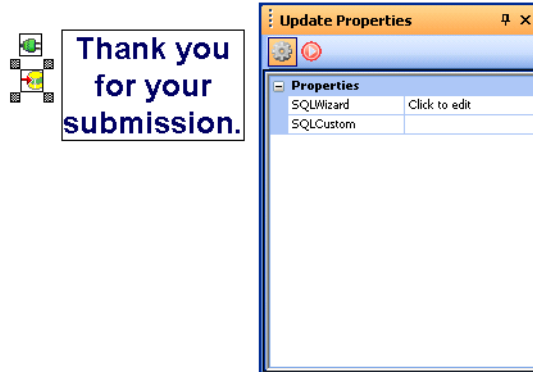 Thank you
for your
submission.
Update Properties
Properties
SQLWizard Click to edit
SQLCustom